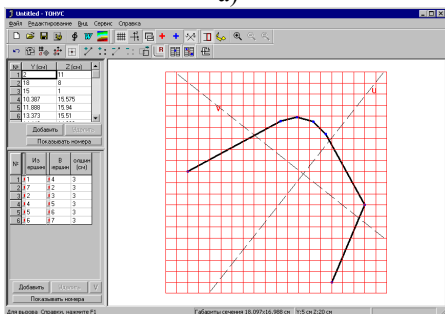 а)
Untitled - ТОНУС
Файл Редактирование Вид Сервис Справка
№ Y (см) Z (см)
1 2 11
2 18 8
3 15 1
4 10.387 15.575
5 11.888 15.94
6 13.373 15.51
Добавить Удалить
Показывать номера
V
U
№ Из вершин В вершин олщин (см)
1 1 4 3
2 7 2 3
3 2 3 3
4 4 5 3
5 5 6 3
6 6 7 3
Добавить Удалить V
Показывать номера
Для вызова Справки, нажмите F1 Габариты сечения 18.097x16.988 см Y:5 см Z:20 см